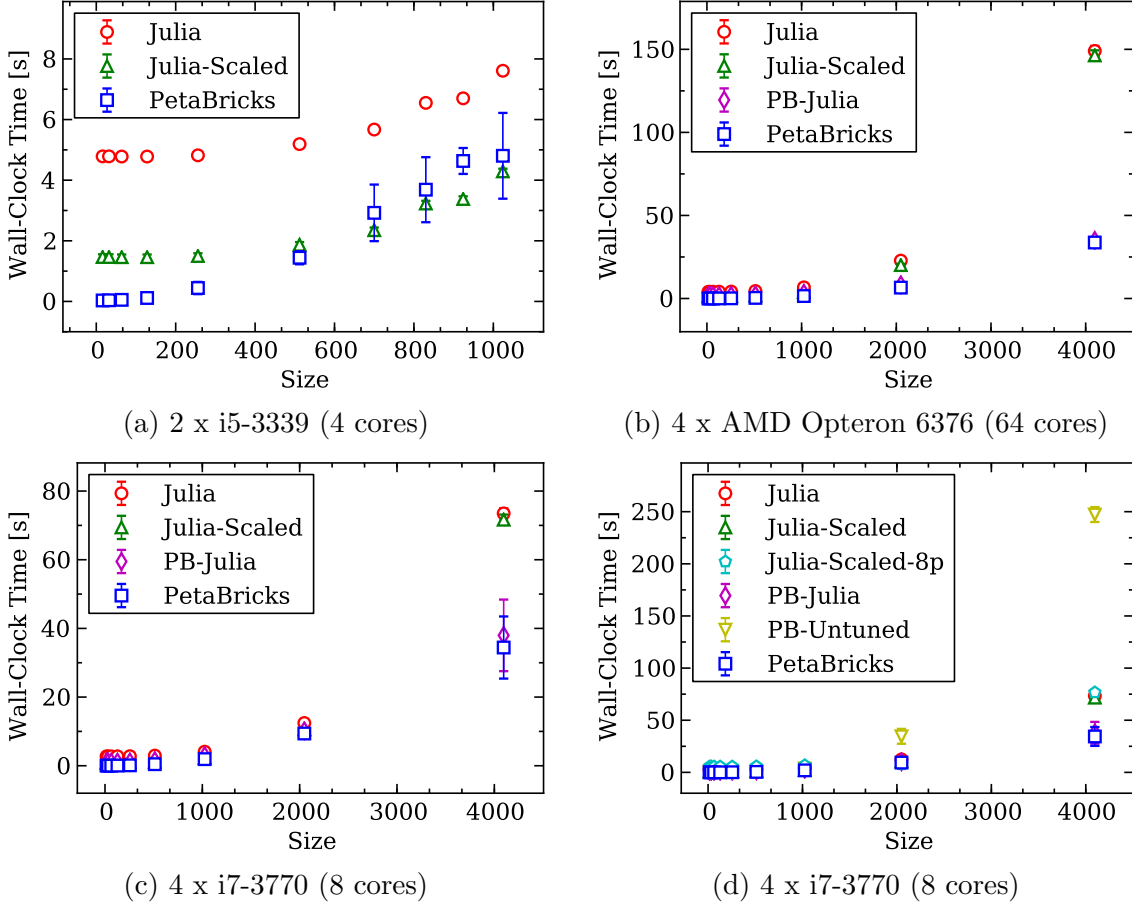 Julia
Julia-Scaled
PetaBricks
8
6
4
2
0
Wall-Clock Time [s]
0 200 400 600 800 1000
Size
(a) 2 x i5-3339 (4 cores)
Julia
Julia-Scaled
PB-Julia
PetaBricks
150
100
50
0
Wall-Clock Time [s]
0 1000 2000 3000 4000
Size
(b) 4 x AMD Opteron 6376 (64 cores)
Julia
Julia-Scaled
PB-Julia
PetaBricks
80
60
40
20
0
Wall-Clock Time [s]
0 1000 2000 3000 4000
Size
(c) 4 x i7-3770 (8 cores)
Julia
Julia-Scaled
Julia-Scaled-8p
PB-Julia
PB-Untuned
PetaBricks
250
200
150
100
50
0
Wall-Clock Time [s]
0 1000 2000 3000 4000
Size
(d) 4 x i7-3770 (8 cores)